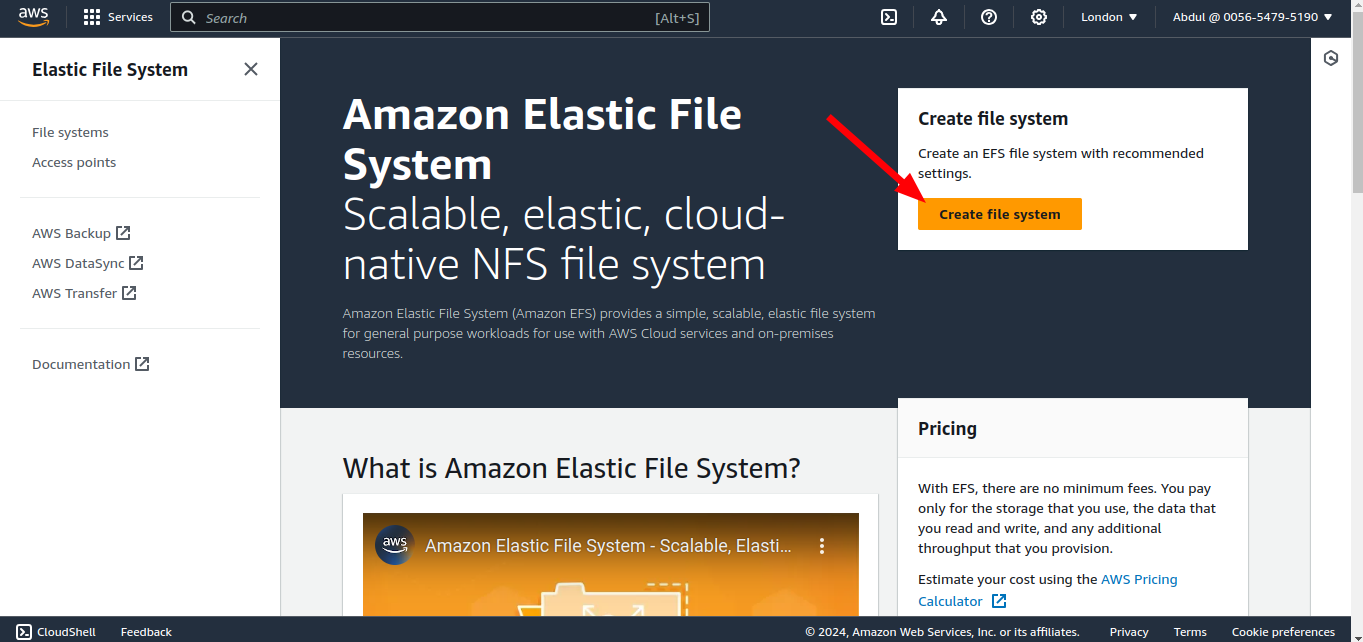 aws
Services
Search
[Alt+S]
London
Abdul @ 0056-5479-5190
Elastic File System
File systems
Access points
AWS Backup
AWS DataSync
AWS Transfer
Documentation
Amazon Elastic File
System
Scalable, elastic, cloud-
native NFS file system
Amazon Elastic File System (Amazon EFS) provides a simple, scalable, elastic file system
for general purpose workloads for use with AWS Cloud services and on-premises
resources.
Create file system
Create an EFS file system with recommended
settings.
Create file system
What is Amazon Elastic File System?
aws
Amazon Elastic File System - Scalable, Elasti...
Pricing
With EFS, there are no minimum fees. You pay
only for the storage that you use, the data that
you read and write, and any additional
throughput that you provision.
Estimate your cost using the AWS Pricing
Calculator
CloudShell
Feedback
© 2024, Amazon Web Services, Inc. or its affiliates.
Privacy
Terms
Cookie preferences